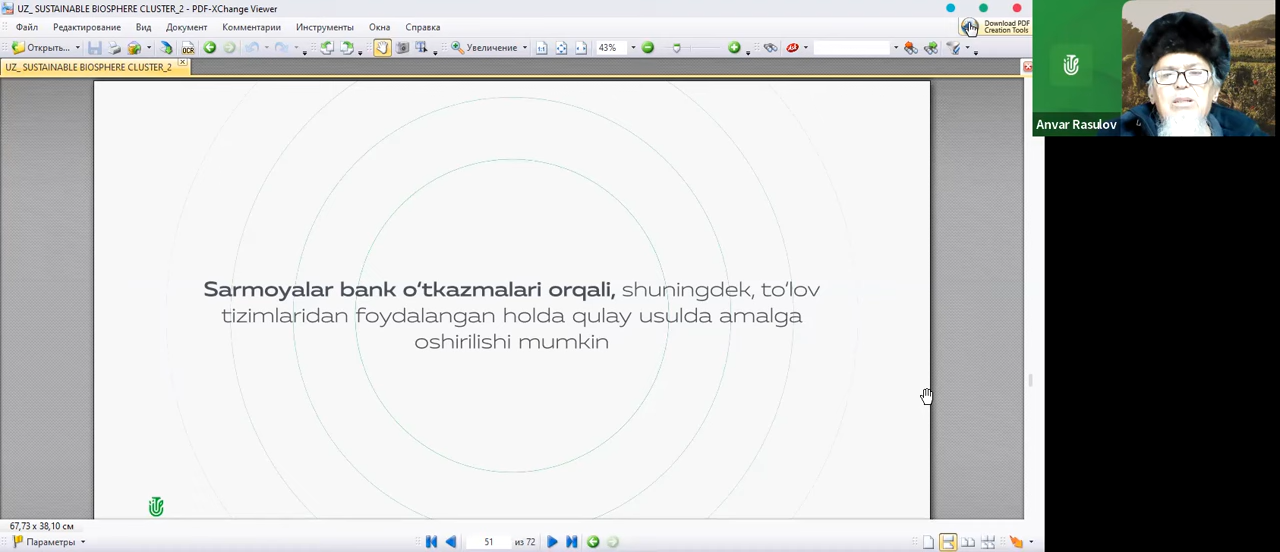 UZ_ SUSTAINABLE BIOSPHERE CLUSTER_2 - PDF-XChange Viewer
Файл Редактирование Вид Документ Комментарии Инструменты Окна Справка
Download PDF
Creation Tools
Открыть... OCR Увеличение 43%
UZ_ SUSTAINABLE BIOSPHERE CLUSTER_2
Anvar Rasulov
Sarmoyalar bank o‘tkazmalari orqali, shuningdek, to‘lov
tizimlaridan foydalangan holda qulay usulda amalga
oshirilishi mumkin
67,73 x 38,10 см
Параметры 51 из 72